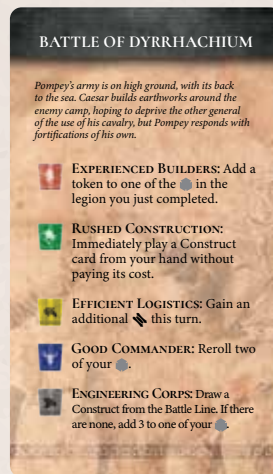 BATTLE OF DYRRHACHIUM
Pompey's army is on high ground, with its back
to the sea. Caesar builds earthworks around the
enemy camp, hoping to deprive the other general
of the use of his cavalry, but Pompey responds with
fortifications of his own.
EXPERIENCED BUILDERS: Add a
token to one of the in the
legion you just completed.
RUSHED CONSTRUCTION:
Immediately play a Construct
card from your hand without
paying its cost.
EFFICIENT LOGISTICS: Gain an
additional this turn.
GOOD COMMANDER: Reroll two
of your .
ENGINEERING CORPS: Draw a
Construct from the Battle Line. If there
are none, add 3 to one of your .